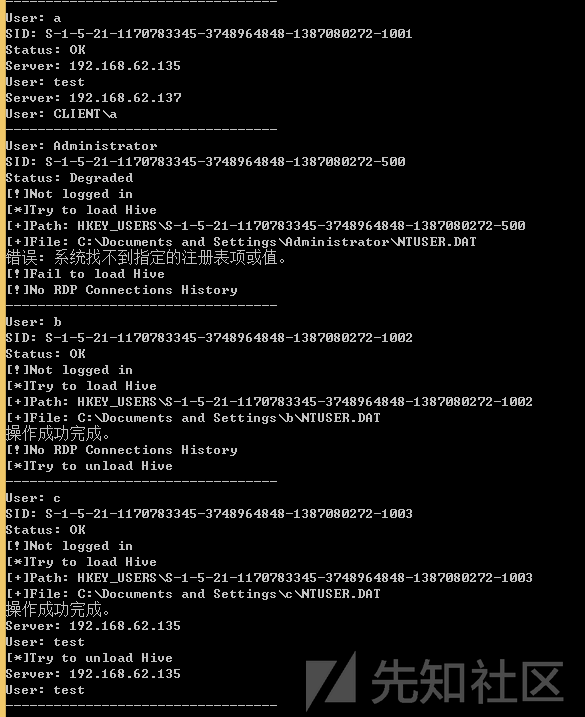 ----------------------------------
User: a
SID: S-1-5-21-1170783345-3748964848-1387080272-1001
Status: OK
Server: 192.168.62.135
User: test
Server: 192.168.62.137
User: CLIENT\a
----------------------------------
User: Administrator
SID: S-1-5-21-1170783345-3748964848-1387080272-500
Status: Degraded
[!]Not logged in
[*]Try to load Hive
[+]Path: HKEY_USERS\S-1-5-21-1170783345-3748964848-1387080272-500
[+]File: C:\Documents and Settings\Administrator\NTUSER.DAT
错误: 系统找不到指定的注册表项或值。
[!]Fail to load Hive
[!]No RDP Connections History
----------------------------------
User: b
SID: S-1-5-21-1170783345-3748964848-1387080272-1002
Status: OK
[!]Not logged in
[*]Try to load Hive
[+]Path: HKEY_USERS\S-1-5-21-1170783345-3748964848-1387080272-1002
[+]File: C:\Documents and Settings\b\NTUSER.DAT
操作成功完成。
[!]No RDP Connections History
[*]Try to unload Hive
----------------------------------
User: c
SID: S-1-5-21-1170783345-3748964848-1387080272-1003
Status: OK
[!]Not logged in
[*]Try to load Hive
[+]Path: HKEY_USERS\S-1-5-21-1170783345-3748964848-1387080272-1003
[+]File: C:\Documents and Settings\c\NTUSER.DAT
操作成功完成。
Server: 192.168.62.135
User: test
[*]Try to unload Hive
Server: 192.168.62.135
User: test
----------------------------------
先知社区